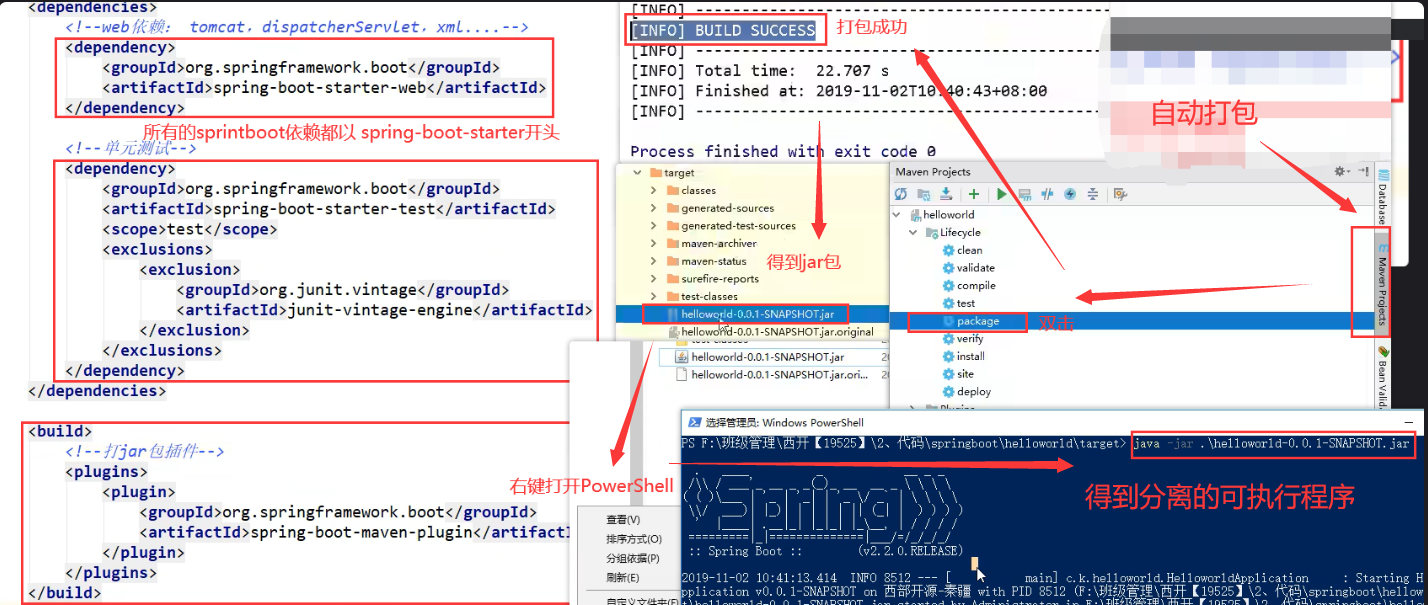 <dependencies>
<!--web依赖: tomcat, dispatcherServlet, xml....-->
<dependency>
<groupId>org.springframework.boot</groupId>
<artifactId>spring-boot-starter-web</artifactId>
</dependency>
所有的sprintboot依赖都以 spring-boot-starter开头
<!--单元测试-->
<dependency>
<groupId>org.springframework.boot</groupId>
<artifactId>spring-boot-starter-test</artifactId>
<scope>test</scope>
<exclusions>
<exclusion>
<groupId>org.junit.vintage</groupId>
<artifactId>junit-vintage-engine</artifactId>
</exclusion>
</exclusions>
</dependency>
</dependencies>
<build>
<!--打jar包插件-->
<plugins>
<plugin>
<groupId>org.springframework.boot</groupId>
<artifactId>spring-boot-maven-plugin</artifactI
</plugin>
</plugins>
</build>
[INFO] ------------------------------------------
[INFO] BUILD SUCCESS
打包成功
[INFO] ------------------------------------------
[INFO] Total time: 22.707 s
[INFO] Finished at: 2019-11-02T10:40:43+08:00
[INFO] ------------------------------------------
Process finished with exit code 0
自动打包
target
classes
generated-sources
generated-test-sources
maven-archiver
maven-status
surefire-reports
test-classes
helloworld-0.0.1-SNAPSHOT.jar
helloworld-0.0.1-SNAPSHOT.jar.original
helloworld-0.0.1-SNAPSHOT.jar
helloworld-0.0.1-SNAPSHOT.jar.ori...
得到jar包
Maven Projects
helloworld
Lifecycle
clean
validate
compile
test
package
双击
verify
install
site
deploy
Database
Maven Projects
Bean Valid
右键打开PowerShell
查看(V)
排序方式(O)
分组依据(P)
刷新(E)
自定义文件夹(F)
选择管理员: Windows PowerShell
PS F:\班级管理\西开【19525】\2、代码\springboot\helloworld\target> java -jar .\helloworld-0.0.1-SNAPSHOT.jar
得到分离的可执行程序
:: Spring Boot :: (v2.2.0.RELEASE)
2019-11-02 10:41:13.414 INFO 8512 --- [ main] c.k.helloworld.HelloworldApplication : Starting H
pplication v0.0.1-SNAPSHOT on 西部开源-秦疆 with PID 8512 (F:\班级管理\西开【19525】\2、代码\springboot\hellow